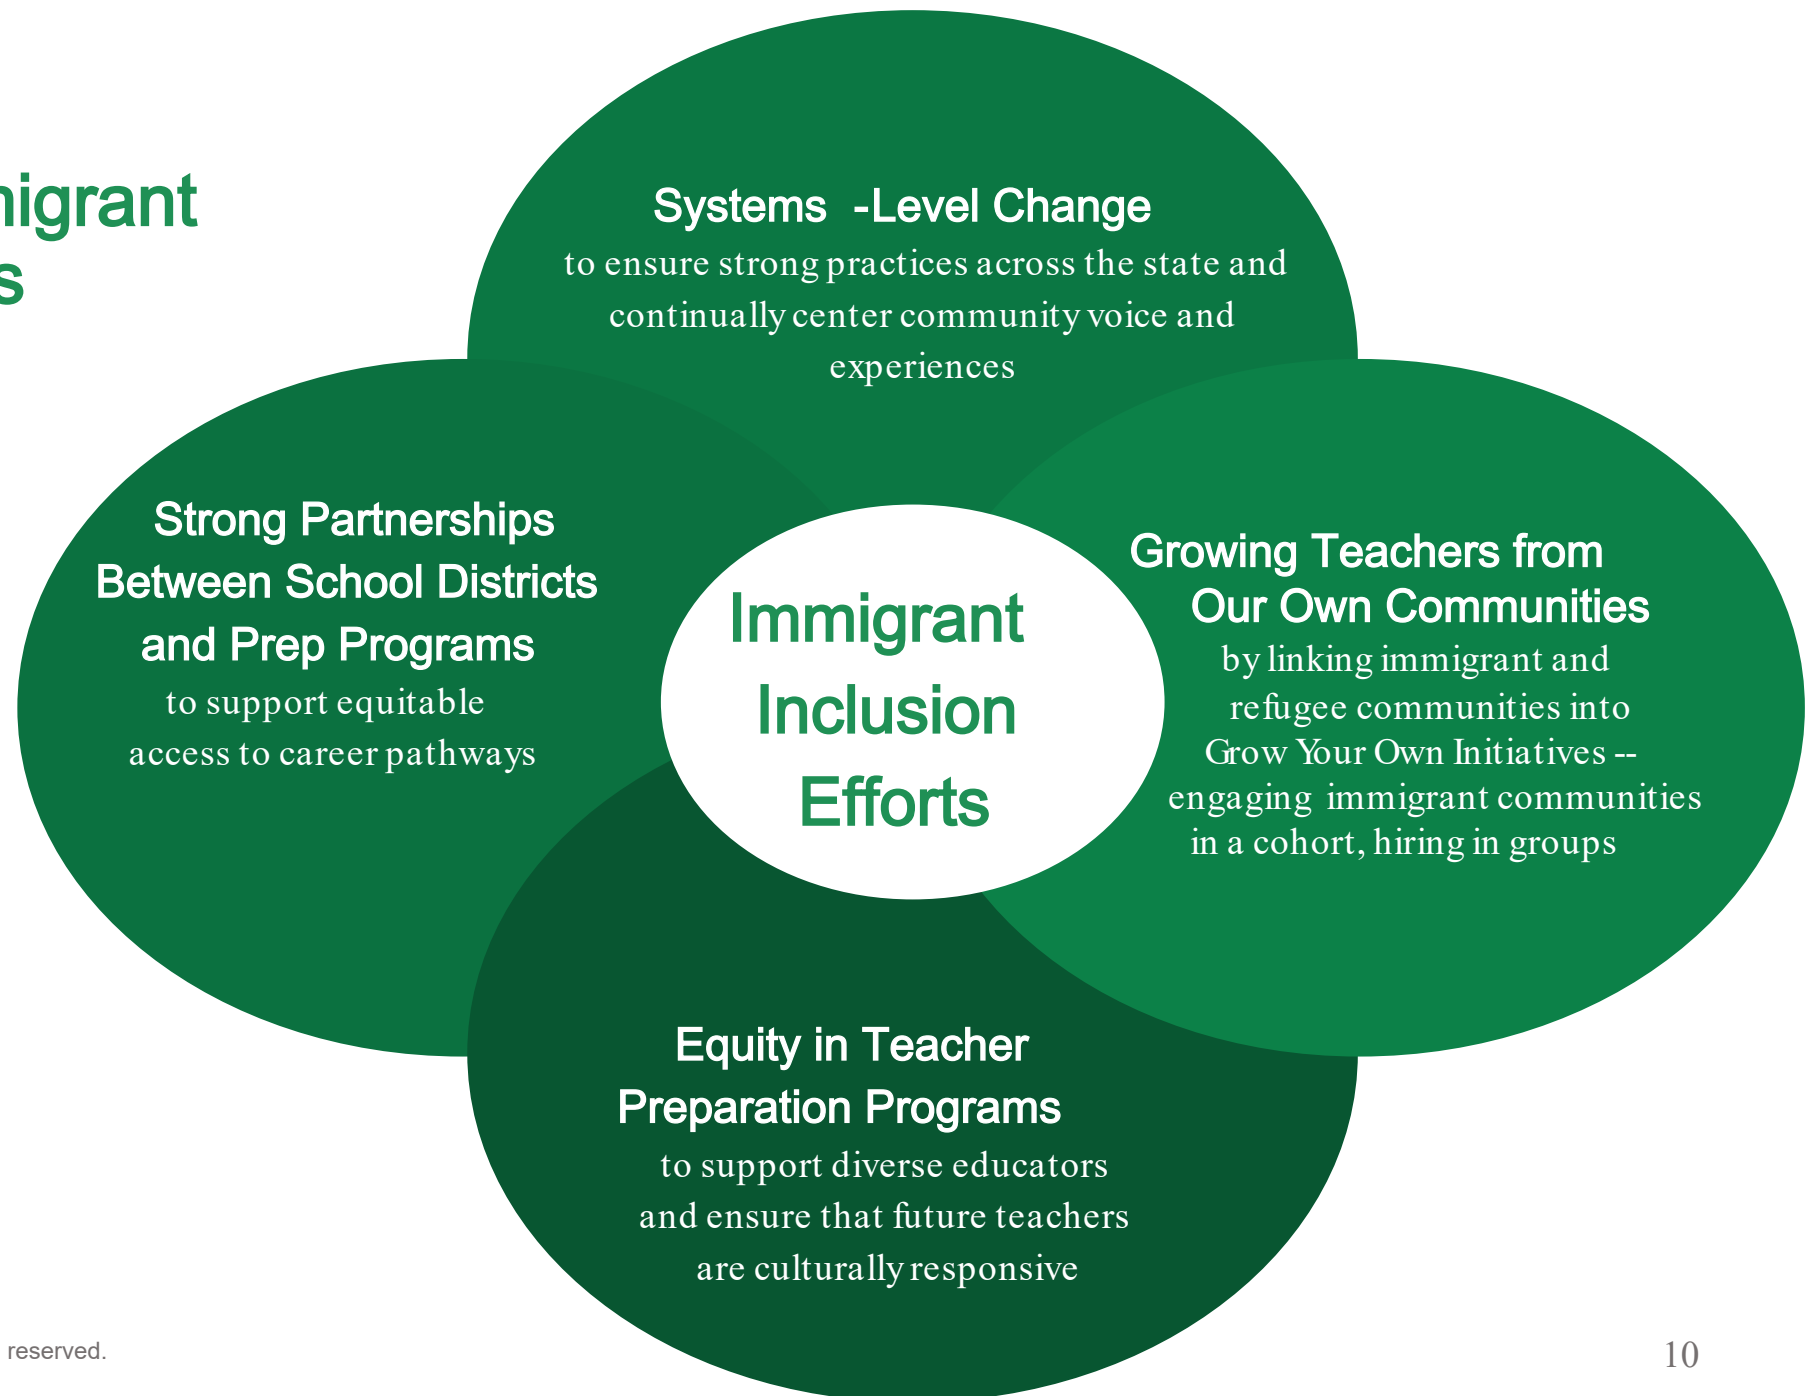 migrant
s
Systems -Level Change
to ensure strong practices across the state and
continually center community voice and
experiences
Strong Partnerships
Between School Districts
and Prep Programs
to support equitable
access to career pathways
Immigrant
Inclusion
Efforts
Growing Teachers from
Our Own Communities
by linking immigrant and
refugee communities into
Grow Your Own Initiatives --
engaging immigrant communities
in a cohort, hiring in groups
Equity in Teacher
Preparation Programs
to support diverse educators
and ensure that future teachers
are culturally responsive
reserved.
10